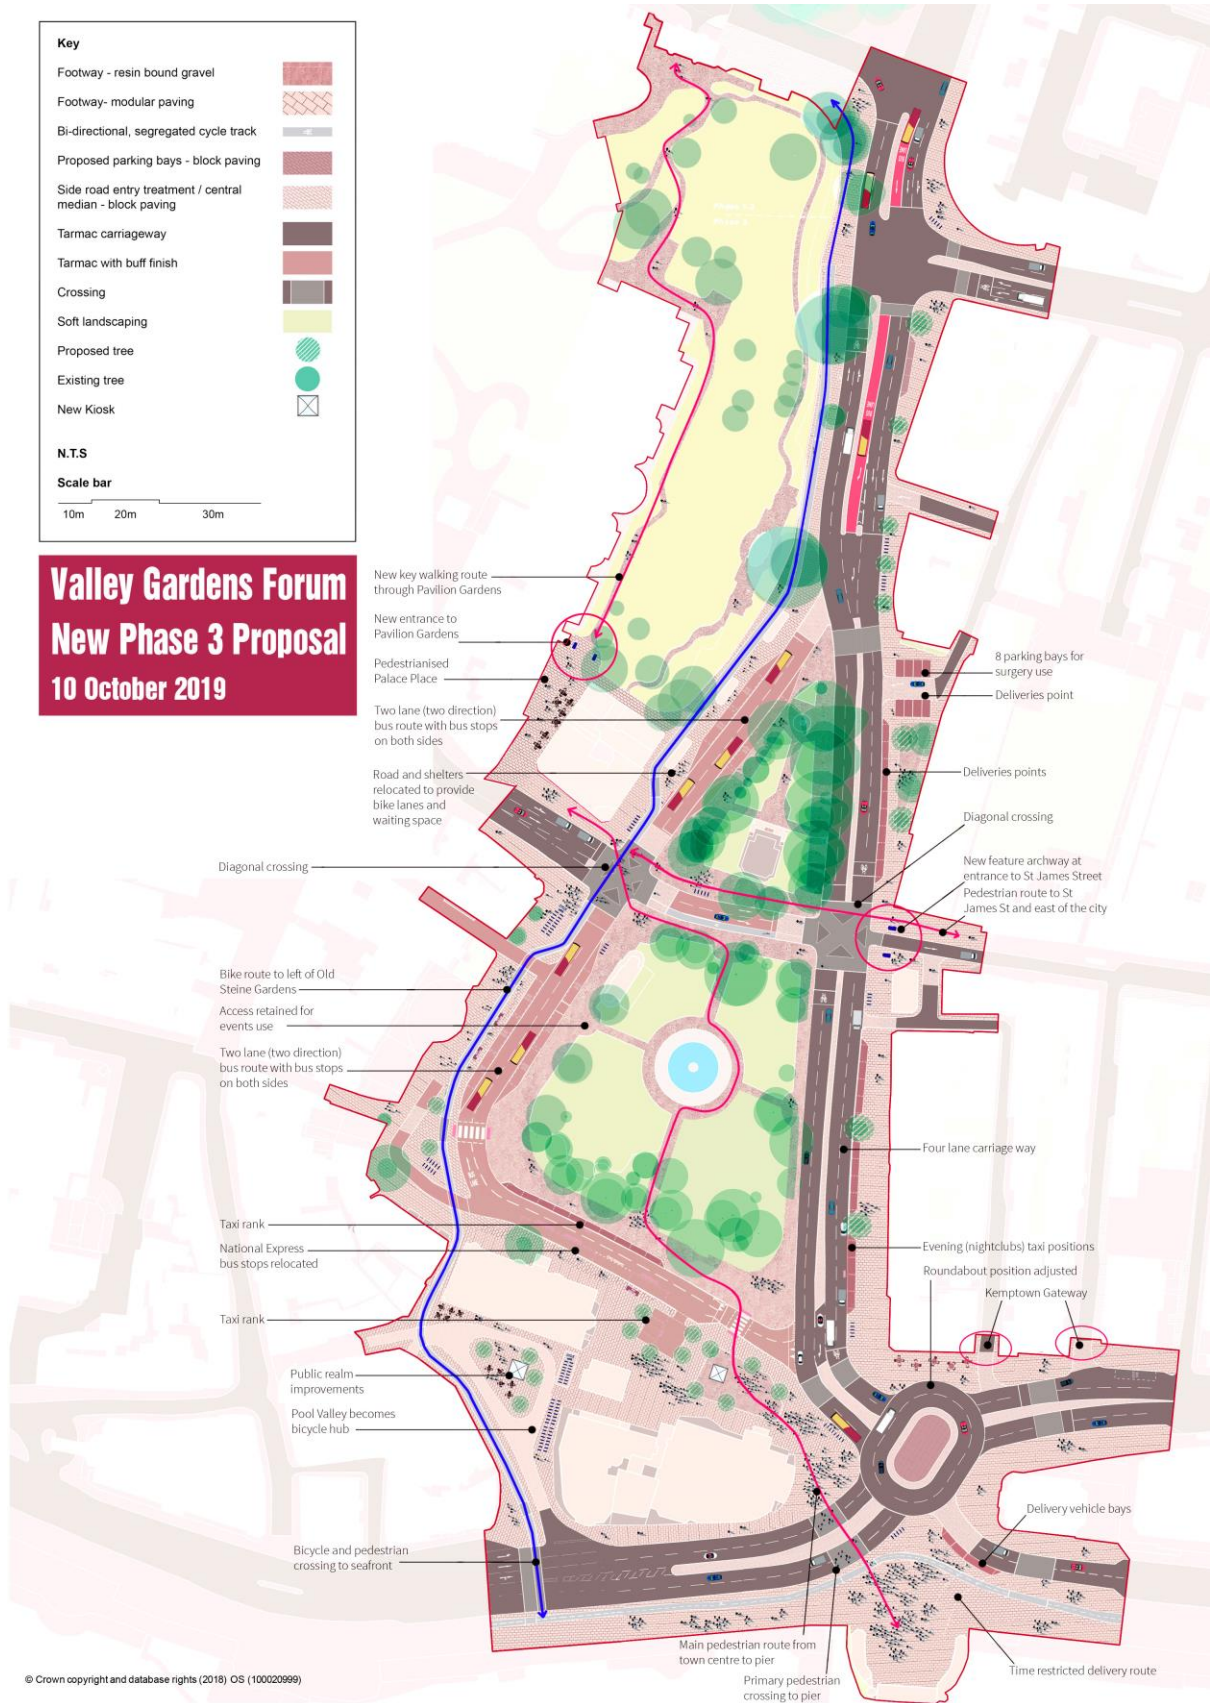 Key
Footway - resin bound gravel
Footway- modular paving
Bi-directional, segregated cycle track
Proposed parking bays - block paving
Side road entry treatment / central
median - block paving
Tarmac carriageway
Tarmac with buff finish
Crossing
Soft landscaping
Proposed tree
Existing tree
New Kiosk
N.T.S
Scale bar
10m 20m 30m
Valley Gardens Forum
New Phase 3 Proposal
10 October 2019
New key walking route
through Pavilion Gardens
New entrance to
Pavilion Gardens
Pedestrianised
Palace Place
Two lane (two direction)
bus route with bus stops
on both sides
Road and shelters
relocated to provide
bike lanes and
waiting space
Diagonal crossing
Bike route to left of Old
Steine Gardens
Access retained for
events use
Two lane (two direction)
bus route with bus stops
on both sides
Taxi rank
National Express
bus stops relocated
Taxi rank
Public realm
improvements
Pool Valley becomes
bicycle hub
Bicycle and pedestrian
crossing to seafront
8 parking bays for
surgery use
Deliveries point
Deliveries points
Diagonal crossing
New feature archway at
entrance to St James Street
Pedestrian route to St
James St and east of the city
Four lane carriage way
Evening (nightclubs) taxi positions
Roundabout position adjusted
Kemptown Gateway
Delivery vehicle bays
Main pedestrian route from
town centre to pier
Primary pedestrian
crossing to pier
Time restricted delivery route
© Crown copyright and database rights (2018) OS (100020999)